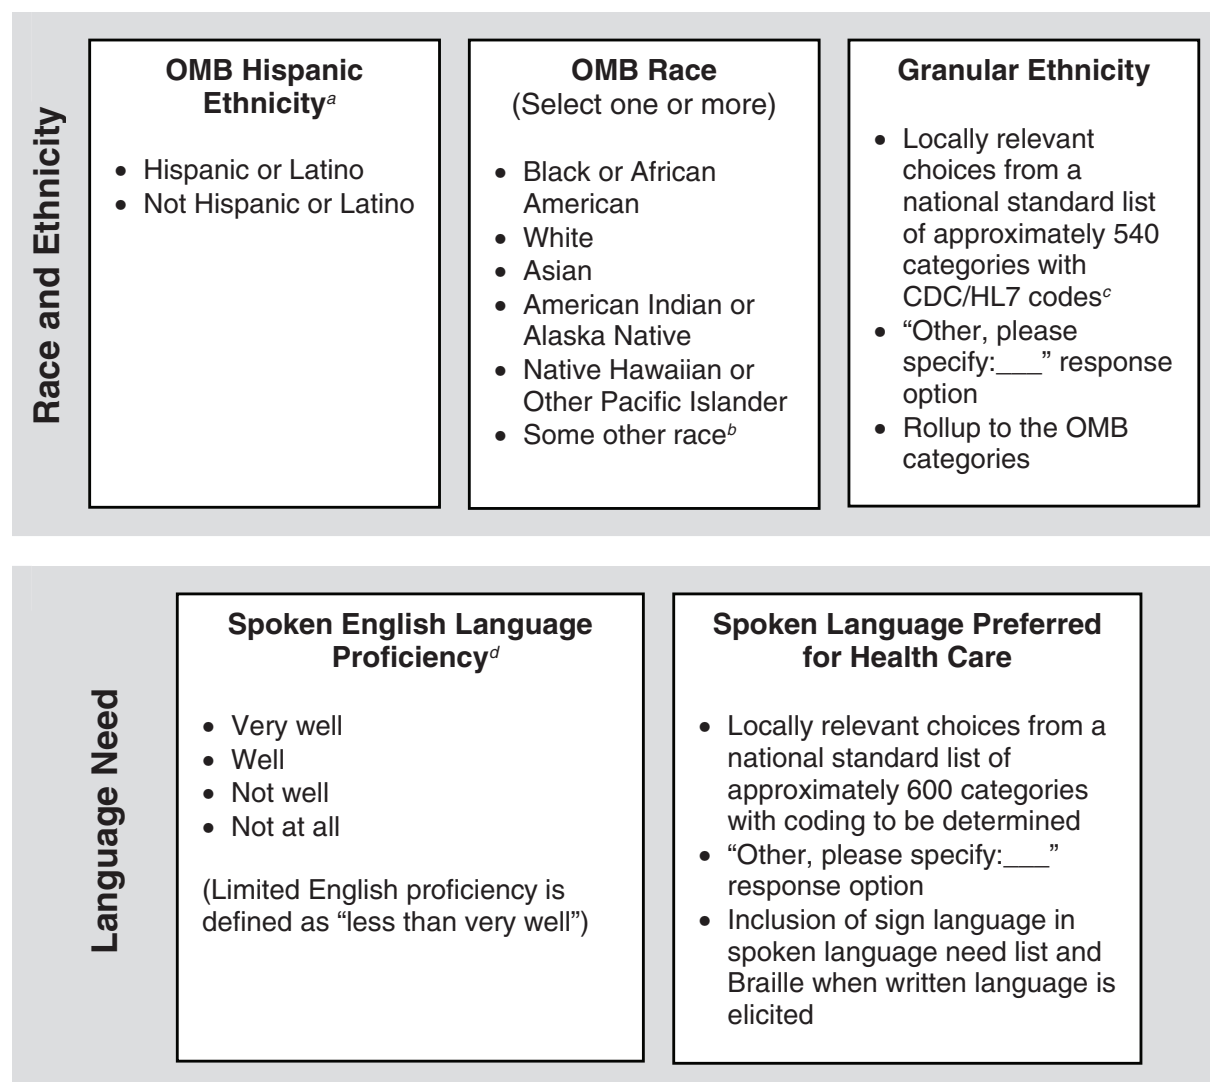 Race and Ethnicity
OMB Hispanic
Ethnicitya
• Hispanic or Latino
• Not Hispanic or Latino
OMB Race
(Select one or more)
• Black or African
American
• White
• Asian
• American Indian or
Alaska Native
• Native Hawaiian or
Other Pacific Islander
• Some other raceb
Granular Ethnicity
• Locally relevant
choices from a
national standard list
of approximately 540
categories with
CDC/HL7 codesc
• “Other, please
specify:___” response
option
• Rollup to the OMB
categories
Language Need
Spoken English Language
Proficiencyd
• Very well
• Well
• Not well
• Not at all
(Limited English proficiency is
defined as “less than very well”)
Spoken Language Preferred
for Health Care
• Locally relevant choices from a
national standard list of
approximately 600 categories
with coding to be determined
• “Other, please specify:___”
response option
• Inclusion of sign language in
spoken language need list and
Braille when written language is
elicited